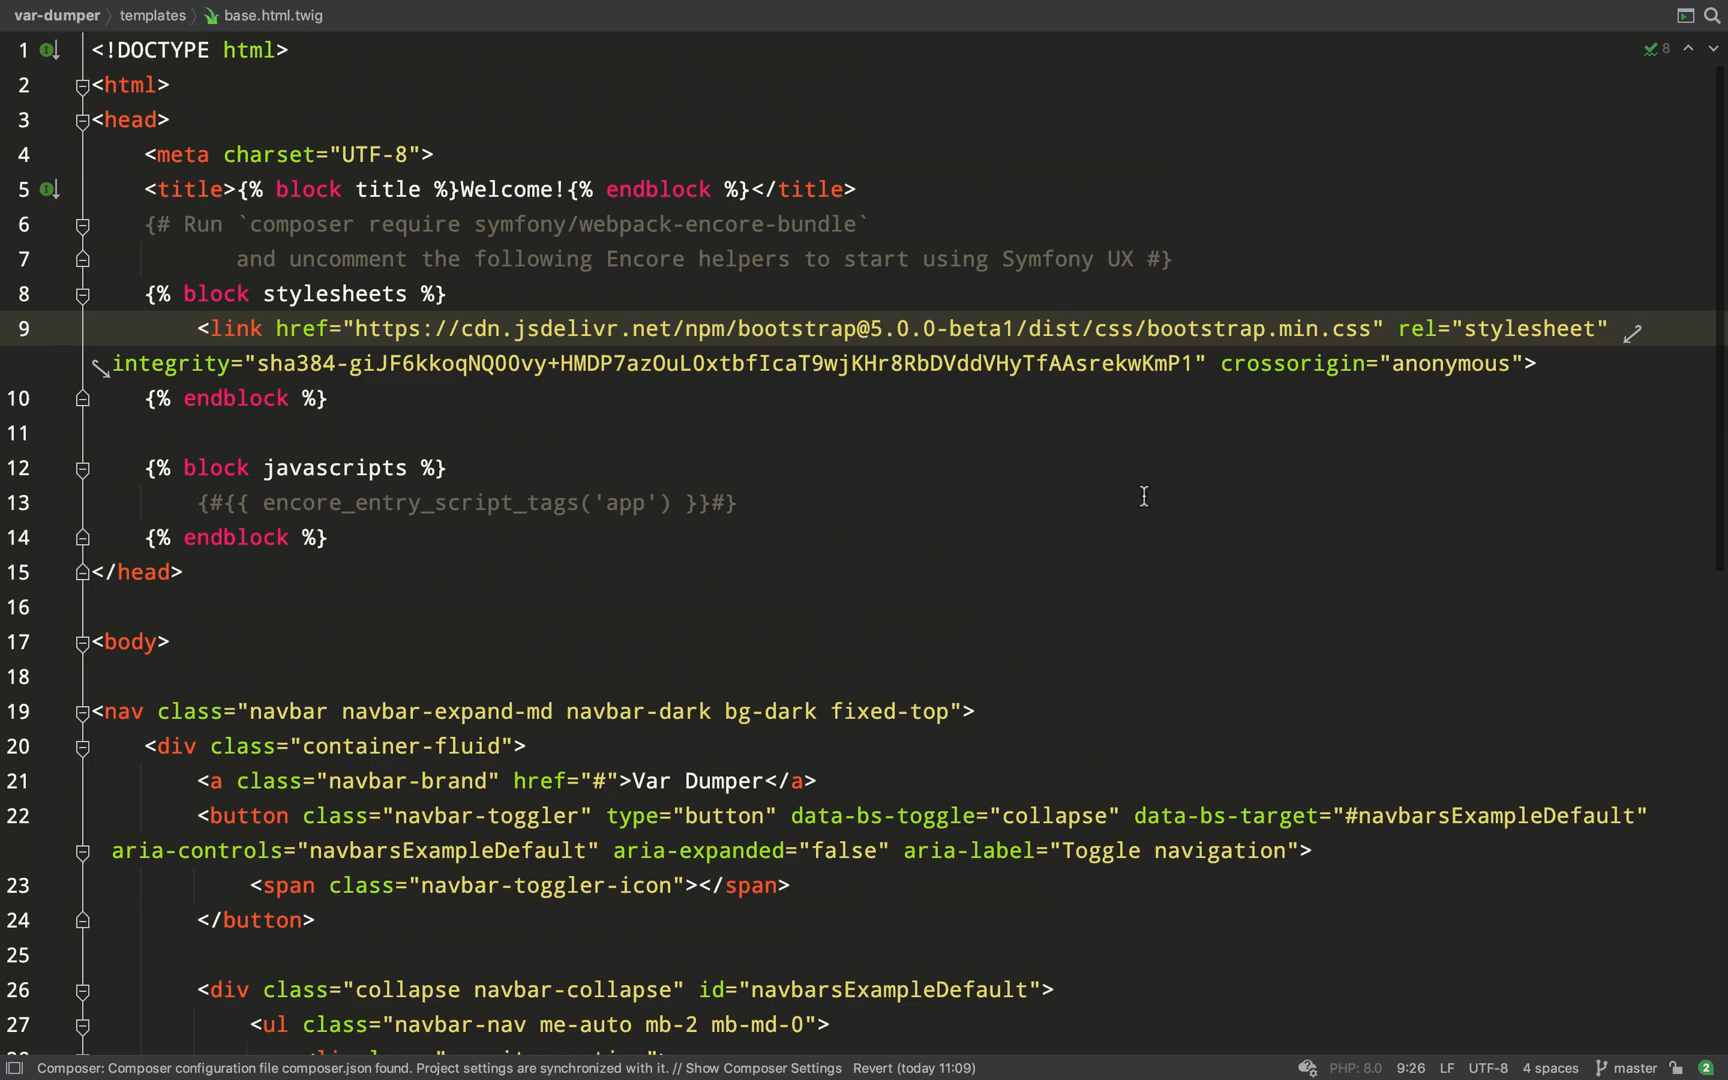 var-dumper templates base.html.twig
8
1 <!DOCTYPE html>
2 <html>
3 <head>
4 <meta charset="UTF-8">
5 <title>{% block title %}Welcome!{% endblock %}</title>
6 {# Run `composer require symfony/webpack-encore-bundle`
7 and uncomment the following Encore helpers to start using Symfony UX #}
8 {% block stylesheets %}
9 <link href="https://cdn.jsdelivr.net/npm/bootstrap@5.0.0-beta1/dist/css/bootstrap.min.css" rel="stylesheet"
integrity="sha384-giJF6kkoqNQ00vy+HMDP7azOuL0xtbfIcaT9wjKHr8RbDVddVHyTfAAsrekwKmP1" crossorigin="anonymous">
10 {% endblock %}
11
12 {% block javascripts %}
13 {#{{ encore_entry_script_tags('app') }}#}
14 {% endblock %}
15 </head>
16
17 <body>
18
19 <nav class="navbar navbar-expand-md navbar-dark bg-dark fixed-top">
20 <div class="container-fluid">
21 <a class="navbar-brand" href="#">Var Dumper</a>
22 <button class="navbar-toggler" type="button" data-bs-toggle="collapse" data-bs-target="#navbarsExampleDefault"
aria-controls="navbarsExampleDefault" aria-expanded="false" aria-label="Toggle navigation">
23 <span class="navbar-toggler-icon"></span>
24 </button>
25
26 <div class="collapse navbar-collapse" id="navbarsExampleDefault">
27 <ul class="navbar-nav me-auto mb-2 mb-md-0">
Composer: Composer configuration file composer.json found. Project settings are synchronized with it. // Show Composer Settings Revert (today 11:09) PHP: 8.0 9:26 LF UTF-8 4 spaces master 2